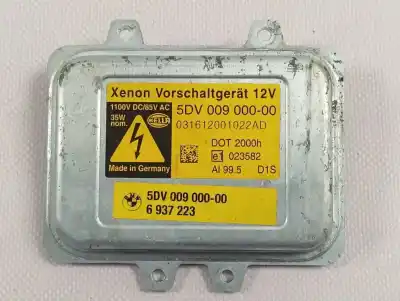 Xenon Vorschaltgerät 12V
1100V DC/85V AC
35W
nom.
HELLA
Made in Germany
5DV 009 000-00
031612001022AD
DOT 2000h
e1 023582
AI 99.5 D1S
5DV 009 000-00
6 937 223